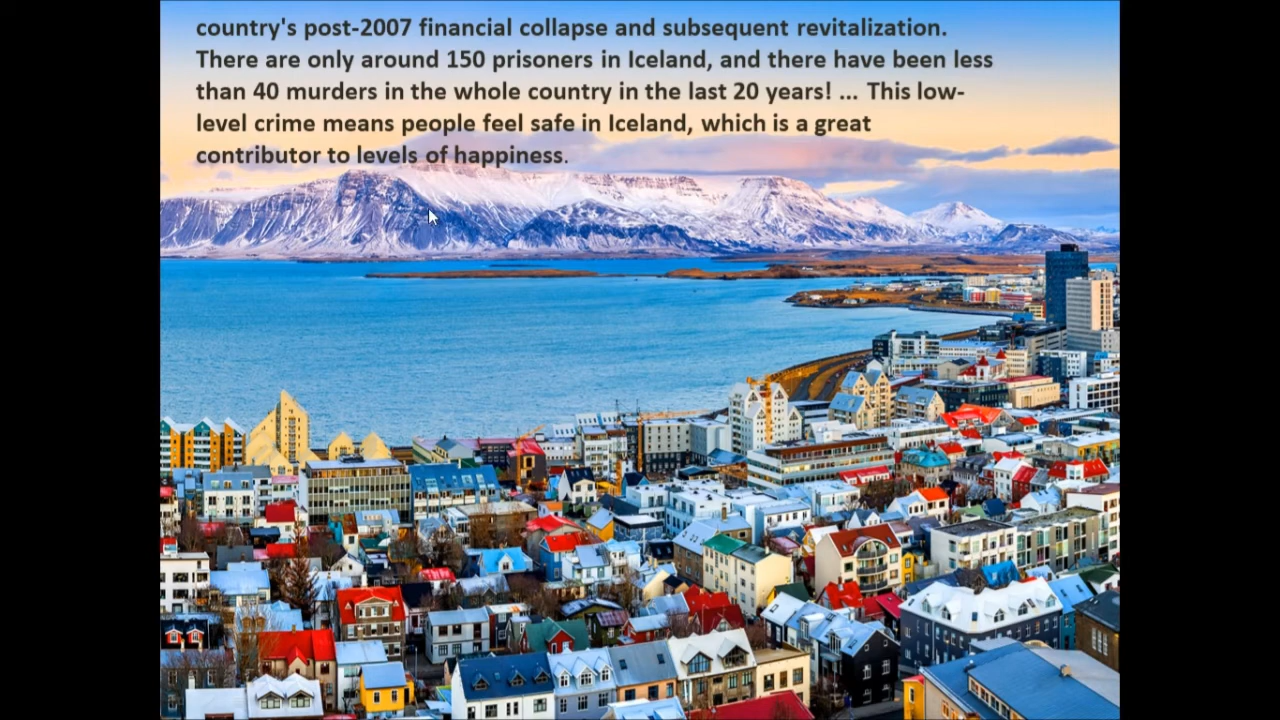 country's post-2007 financial collapse and subsequent revitalization.
There are only around 150 prisoners in Iceland, and there have been less
than 40 murders in the whole country in the last 20 years! ... This low-
level crime means people feel safe in Iceland, which is a great
contributor to levels of happiness.